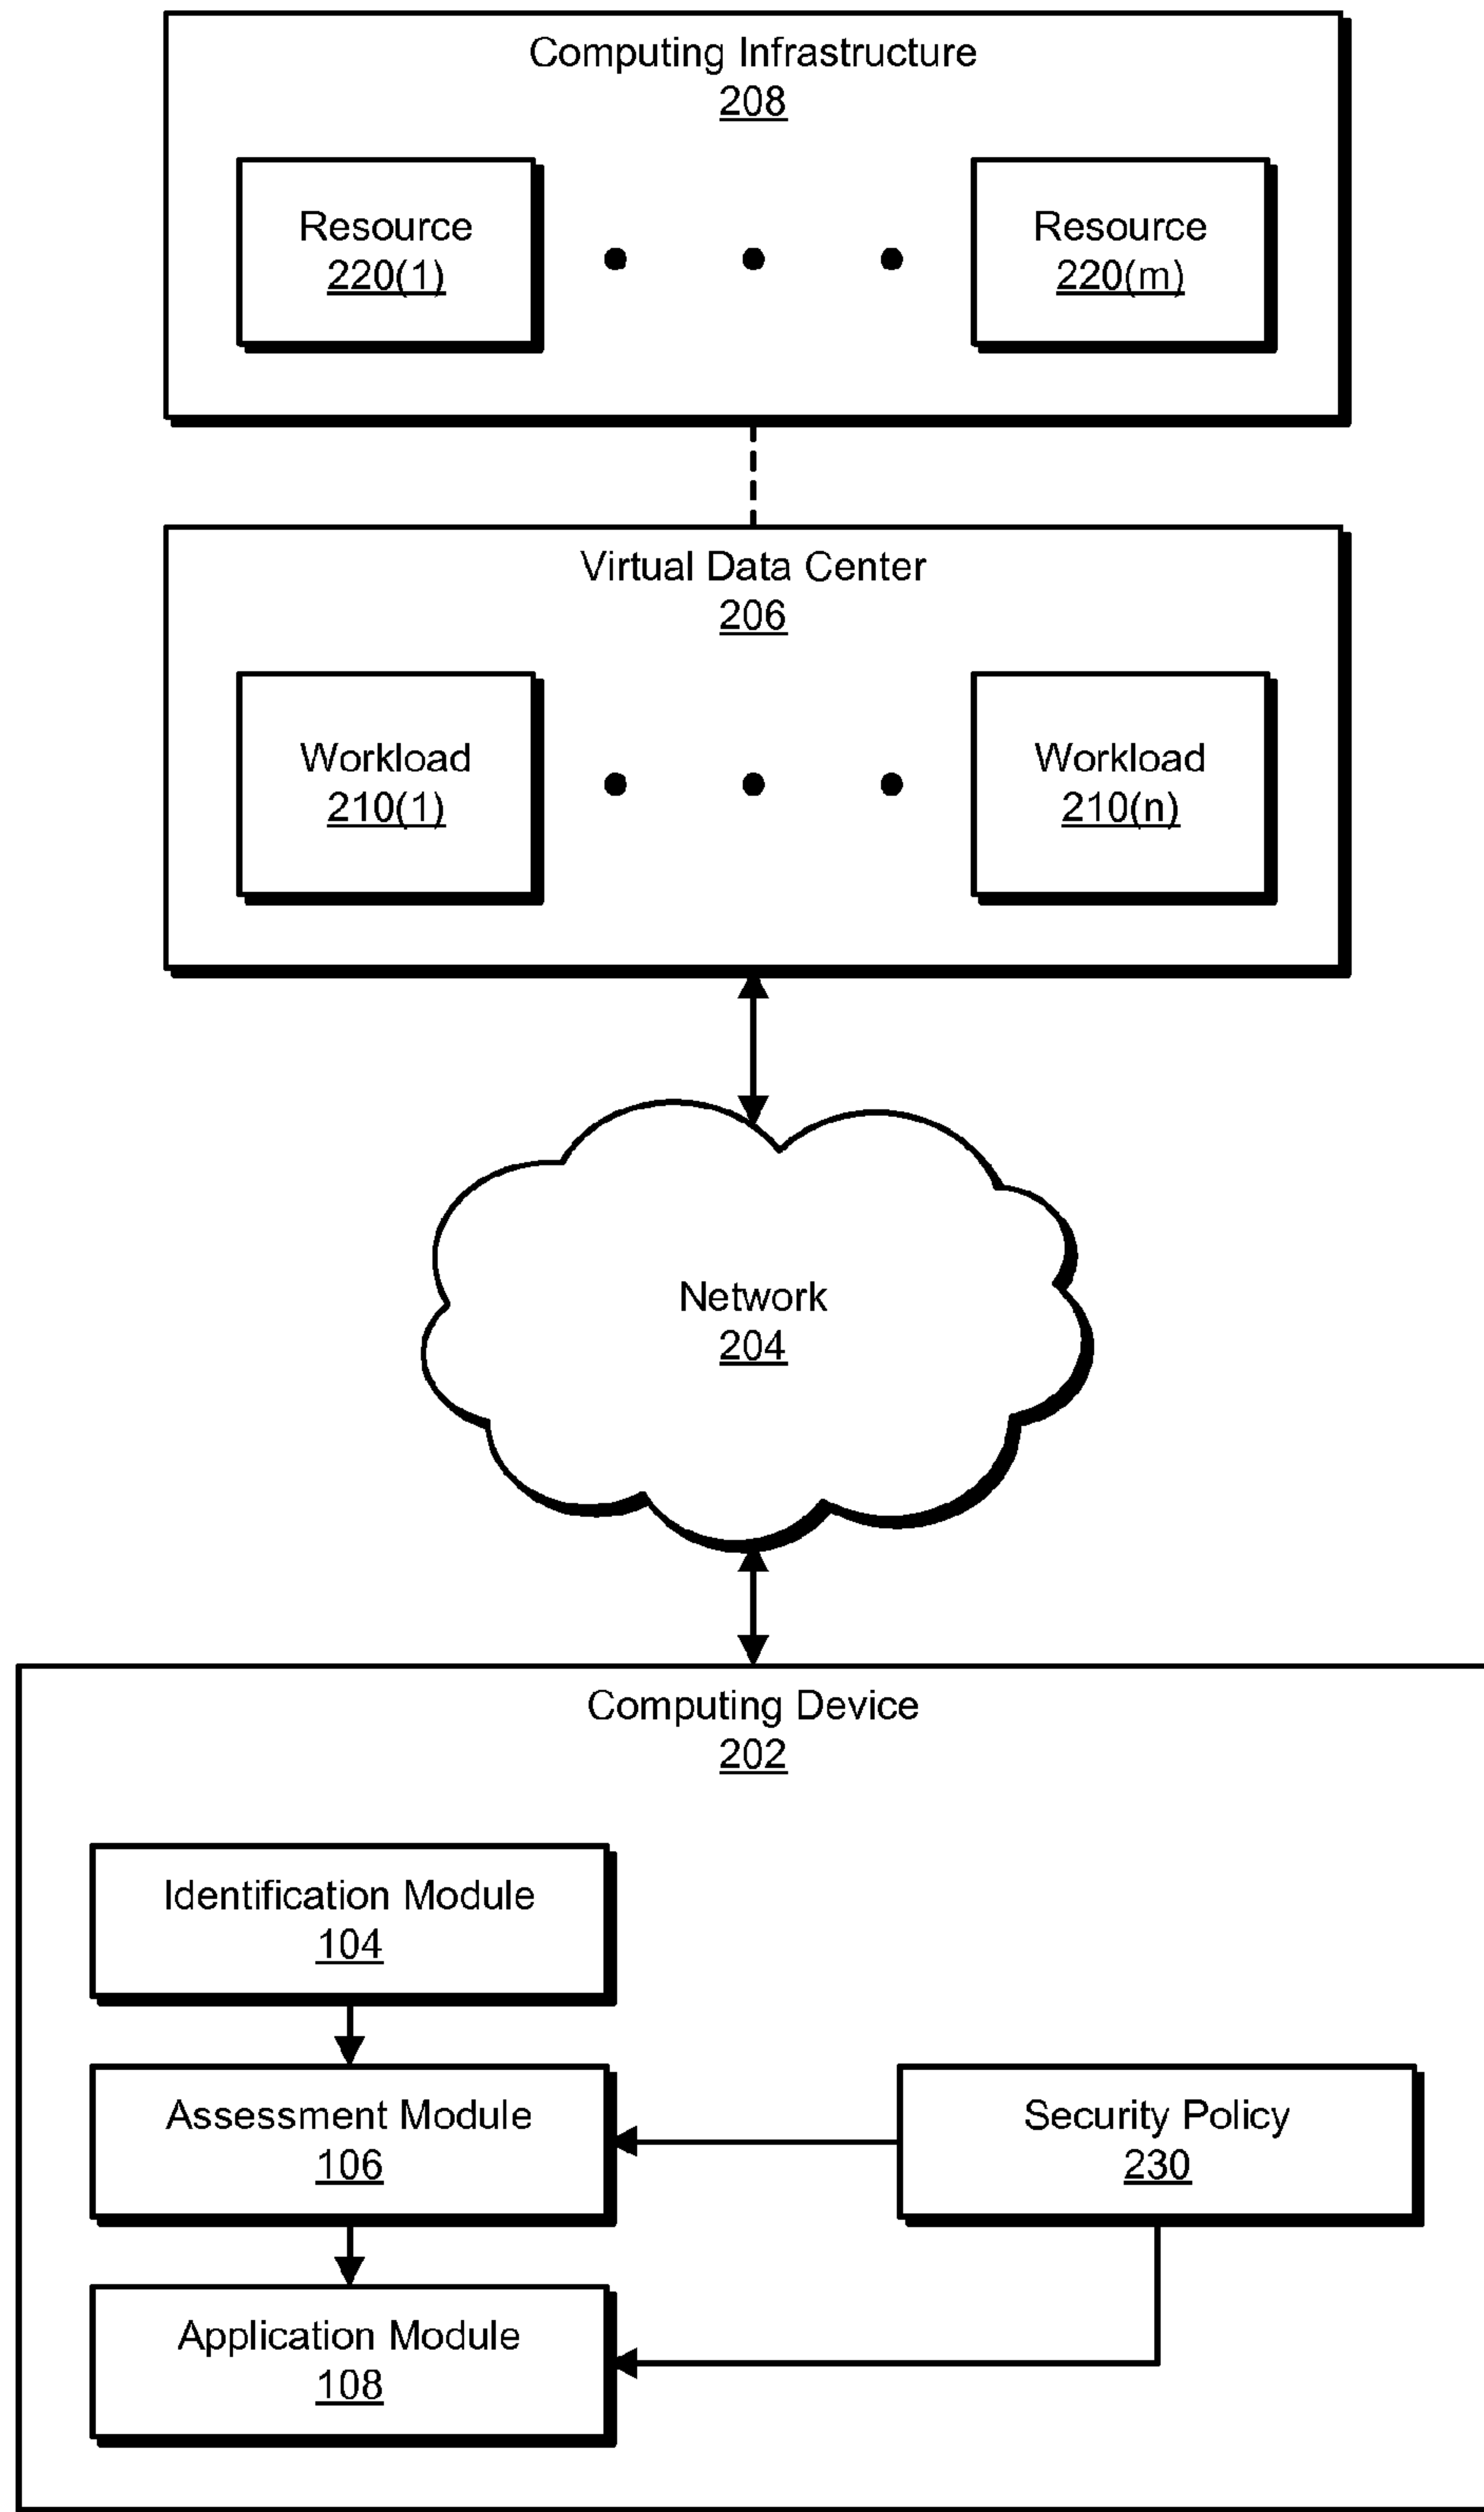 Computing Infrastructure
208
Resource
220(1)
Resource
220(m)
Virtual Data Center
206
Workload
210(1)
Workload
210(n)
Network
204
Computing Device
202
Identification Module
104
Assessment Module
106
Security Policy
230
Application Module
108